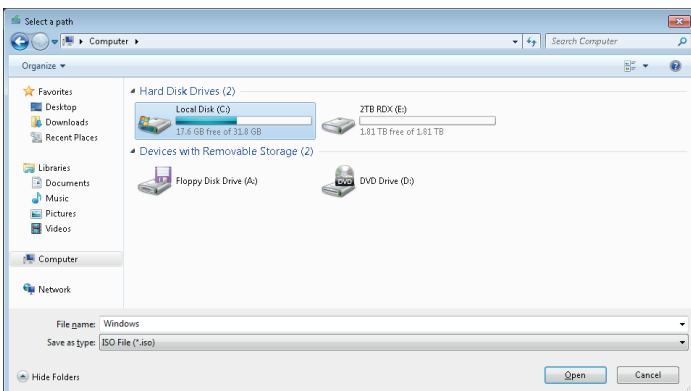 Select a path
Computer
Search Computer
Organize
Favorites
Desktop
Downloads
Recent Places
Libraries
Documents
Music
Pictures
Videos
Computer
Network
Hard Disk Drives (2)
Local Disk (C:)
17.6 GB free of 31.8 GB
2TB RDX (E:)
1.81 TB free of 1.81 TB
Devices with Removable Storage (2)
Floppy Disk Drive (A:)
DVD
DVD Drive (D:)
File name: Windows
Save as type: ISO File (*.iso)
Hide Folders
Open
Cancel